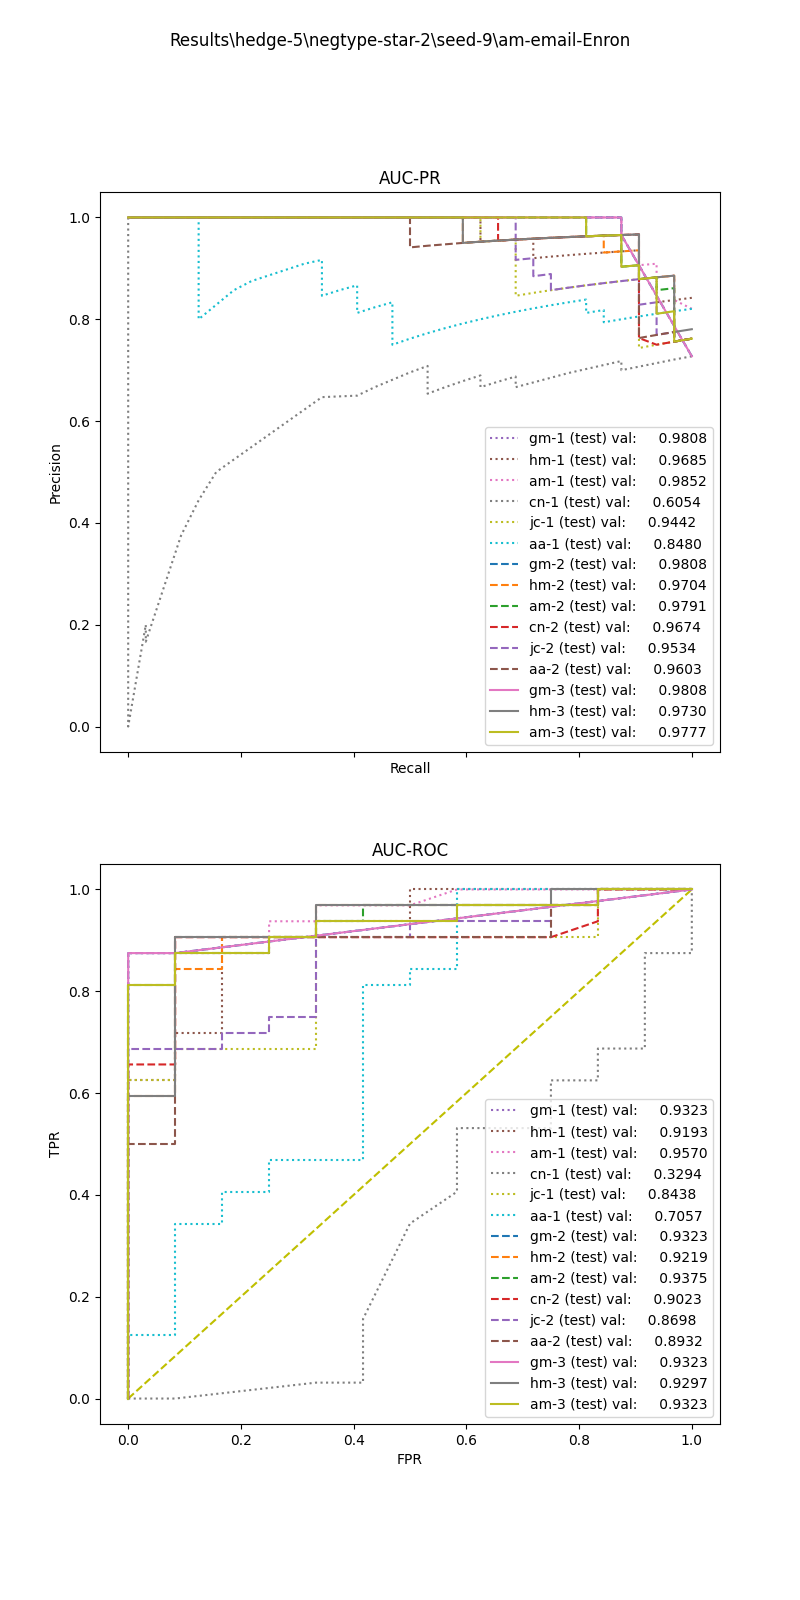 Results\hedge-5\negtype-star-2\seed-9\am-email-Enron
AUC-PR
1.0
0.8
0.6
0.4
0.2
0.0
Precision
Recall
gm-1 (test) val: 0.9808
hm-1 (test) val: 0.9685
am-1 (test) val: 0.9852
cn-1 (test) val: 0.6054
jc-1 (test) val: 0.9442
aa-1 (test) val: 0.8480
gm-2 (test) val: 0.9808
hm-2 (test) val: 0.9704
am-2 (test) val: 0.9791
cn-2 (test) val: 0.9674
jc-2 (test) val: 0.9534
aa-2 (test) val: 0.9603
gm-3 (test) val: 0.9808
hm-3 (test) val: 0.9730
am-3 (test) val: 0.9777
AUC-ROC
1.0
0.8
0.6
0.4
0.2
0.0
TPR
gm-1 (test) val: 0.9323
hm-1 (test) val: 0.9193
am-1 (test) val: 0.9570
cn-1 (test) val: 0.3294
jc-1 (test) val: 0.8438
aa-1 (test) val: 0.7057
gm-2 (test) val: 0.9323
hm-2 (test) val: 0.9219
am-2 (test) val: 0.9375
cn-2 (test) val: 0.9023
jc-2 (test) val: 0.8698
aa-2 (test) val: 0.8932
gm-3 (test) val: 0.9323
hm-3 (test) val: 0.9297
am-3 (test) val: 0.9323
0.0 0.2 0.4 0.6 0.8 1.0
FPR